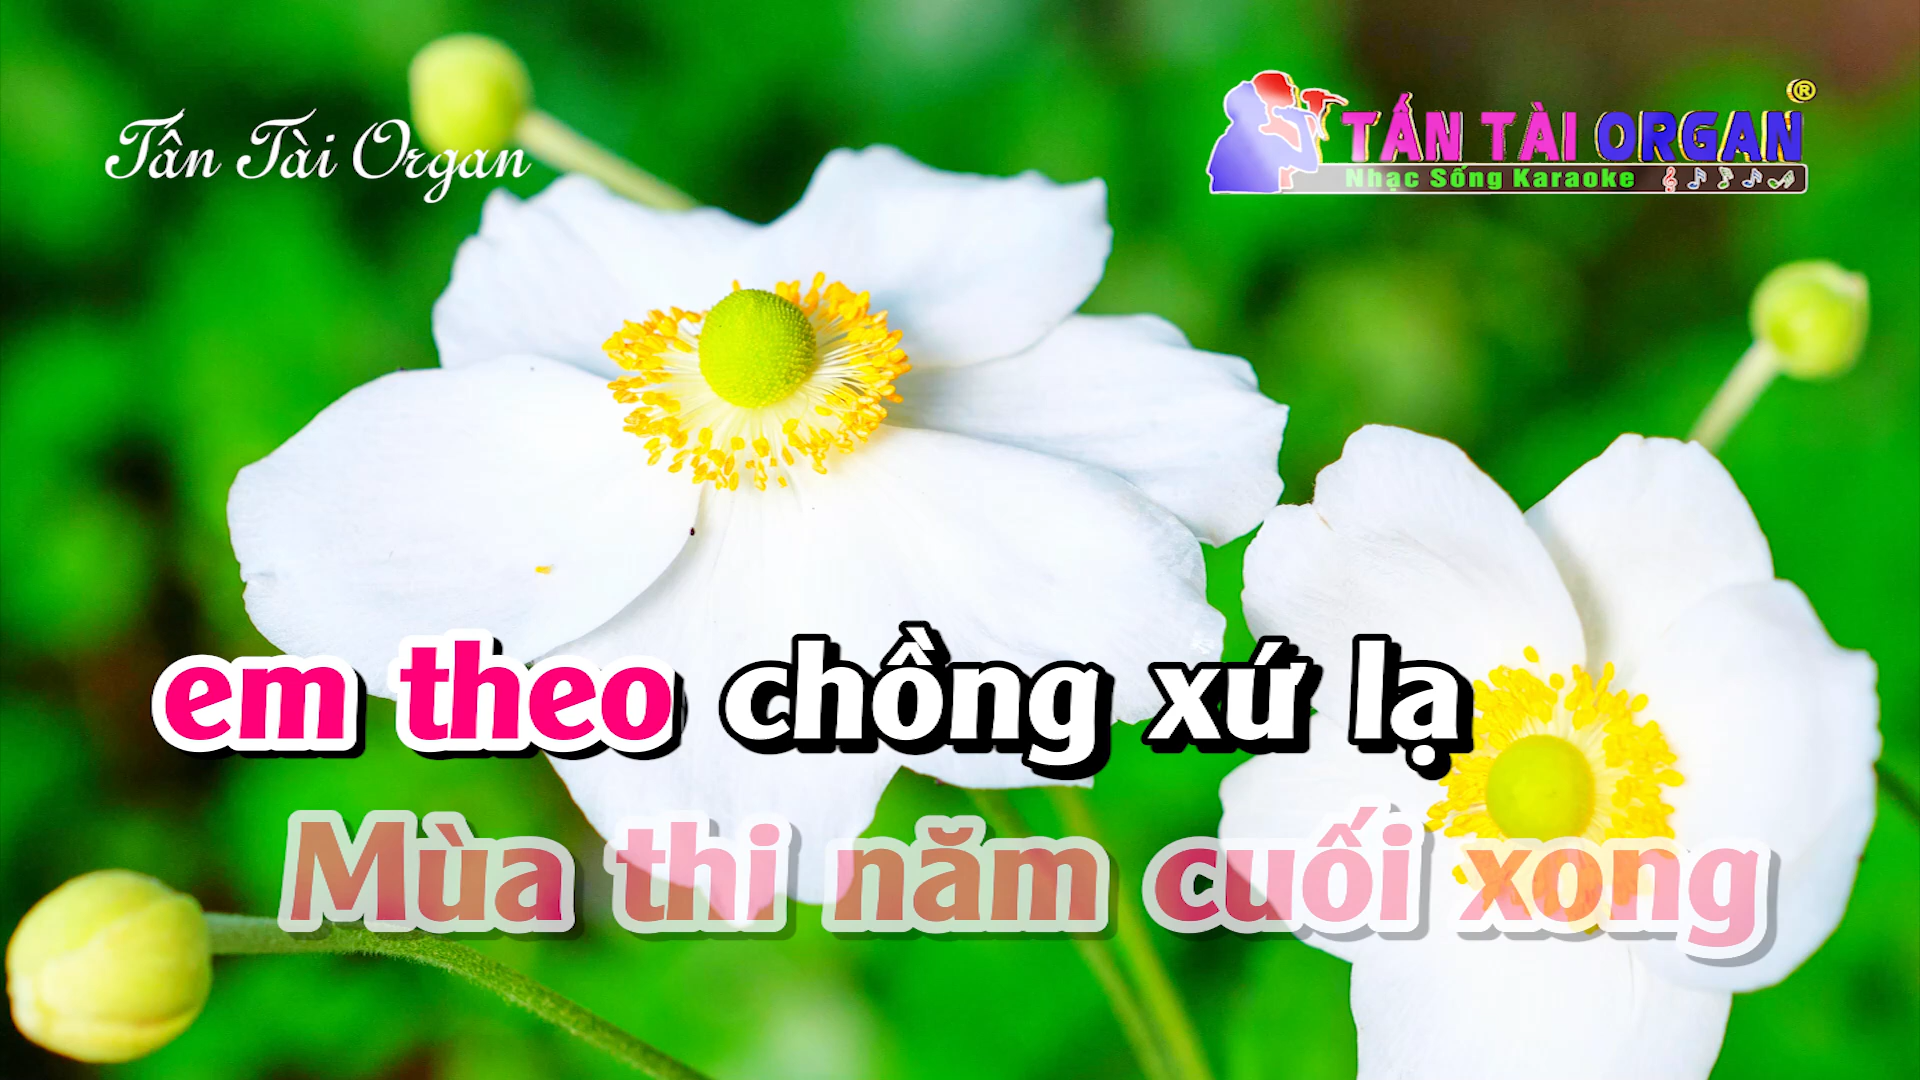 Tấn Tài Organ
TẤN TÀI ORGAN ®
Nhạc Sống Karaoke
em theo chồng xứ lạ
Mùa thi năm cuối xong